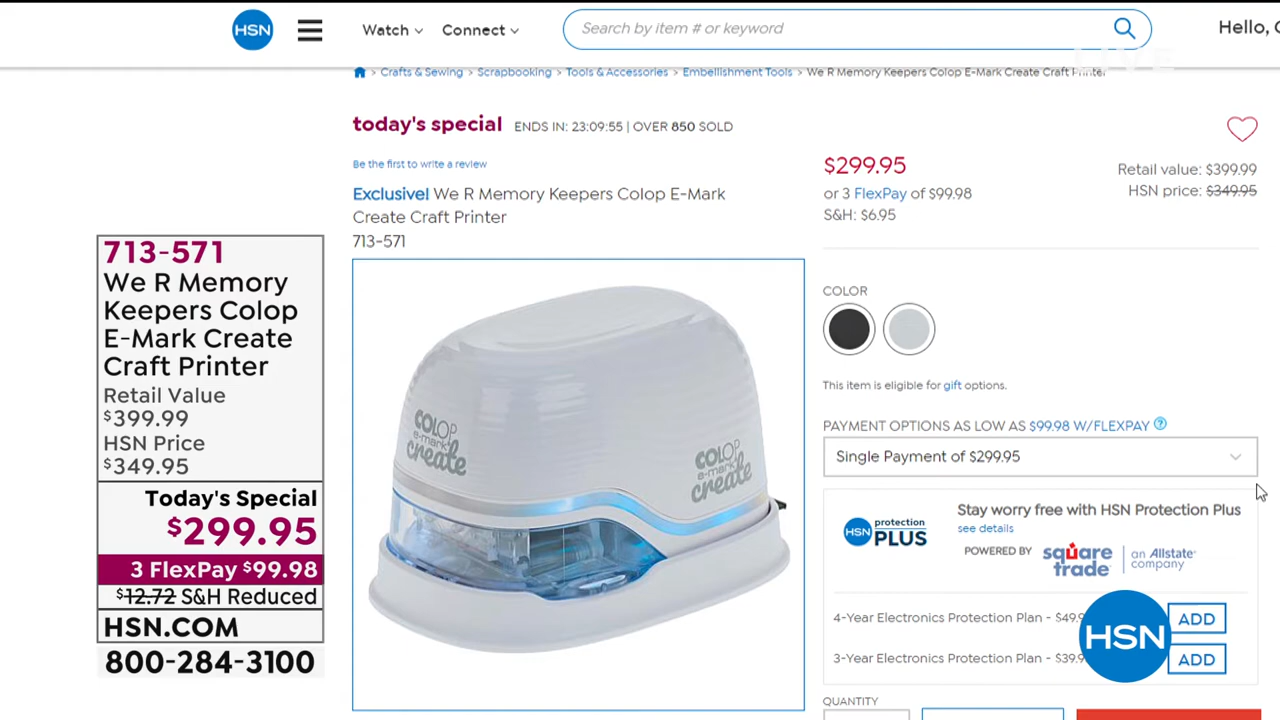 HSN
Watch
Connect
Search by item # or keyword
Hello,
LIVE
> Crafts & Sewing > Scrapbooking > Tools & Accessories > Embellishment Tools > We R Memory Keepers Colop E-Mark Create Craft Printer
today's special ENDS IN: 23:09:55 | OVER 850 SOLD
Be the first to write a review
Exclusive! We R Memory Keepers Colop E-Mark
Create Craft Printer
713-571
$299.95
or 3 FlexPay of $99.98
S&H: $6.95
Retail value: $399.99
HSN price: $349.95
713-571
We R Memory
Keepers Colop
E-Mark Create
Craft Printer
Retail Value
$399.99
HSN Price
$349.95
Today's Special
$299.95
3 FlexPay $99.98
$12.72 S&H Reduced
HSN.COM
800-284-3100
COLOP
e-mark
create
COLOP
e-mark
create
COLOR
This item is eligible for gift options.
PAYMENT OPTIONS AS LOW AS $99.98 W/FLEXPAY ?
Single Payment of $299.95
HSN protection
PLUS
Stay worry free with HSN Protection Plus
see details
POWERED BY
square
trade
an Allstate
company
4-Year Electronics Protection Plan - $49.9
ADD
3-Year Electronics Protection Plan - $39.9
ADD
HSN
QUANTITY